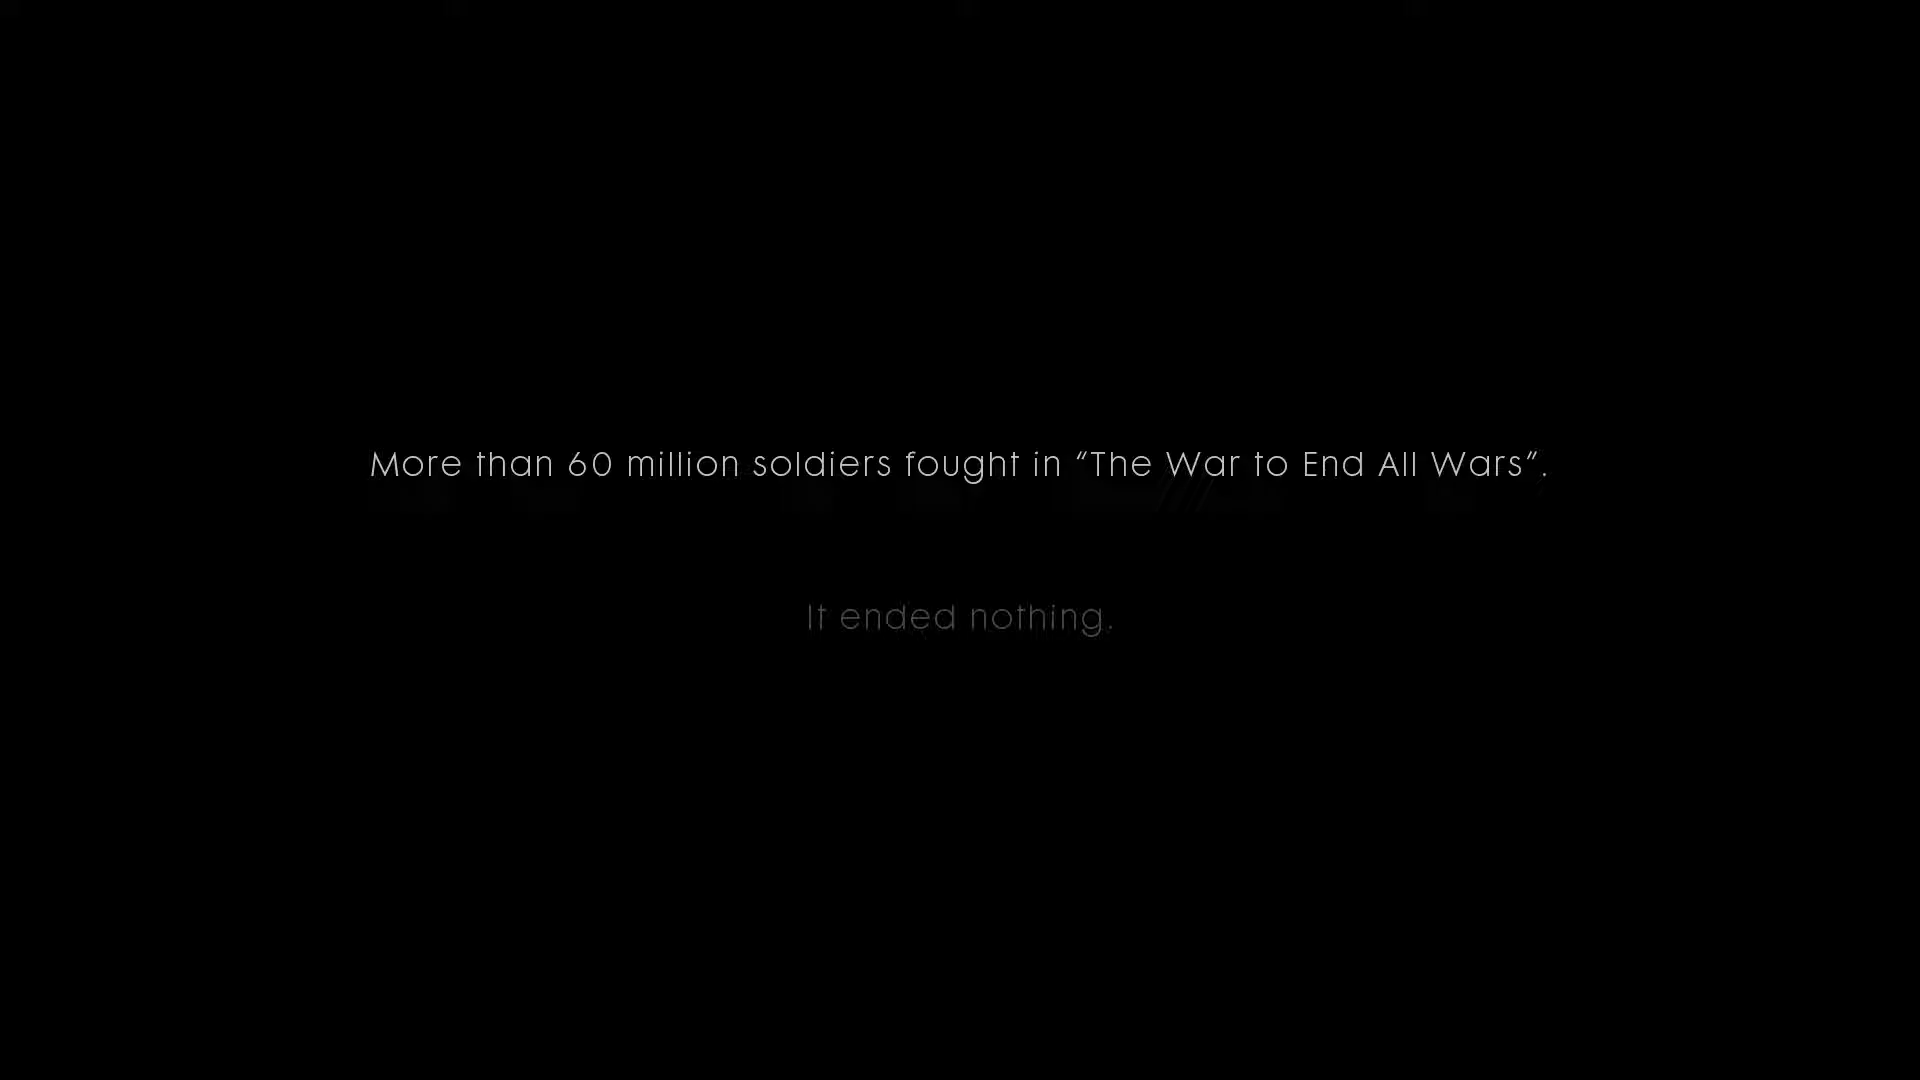 More than 60 million soldiers fought in “The War to End All Wars”.
It ended nothing.